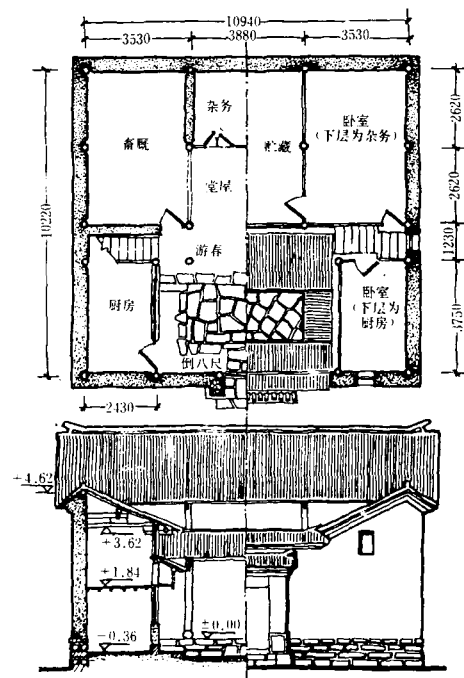 10940
3530
3880
3530
杂务
畜厩
贮藏
卧室
(下层为杂务)
堂屋
游春
厨房
卧室
(下层为
厨房)
倒八尺
2430
10220
2620
2620
1230
3750
+4.62
+3.62
+1.84
±0.00
-0.36